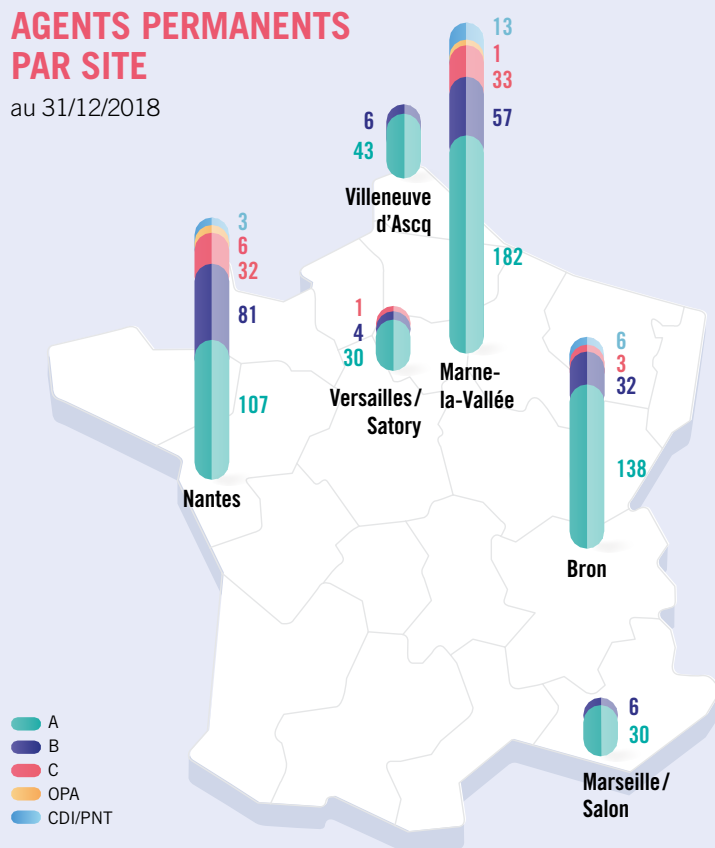 AGENTS PERMANENTS
PAR SITE
au 31/12/2018
13
1
33
57
182
Marne-
la-Vallée
6
43
Villeneuve
d'Ascq
3
6
32
81
107
Nantes
1
4
30
Versailles/
Satory
6
3
32
138
Bron
6
30
Marseille/
Salon
A
B
C
OPA
CDI/PNT